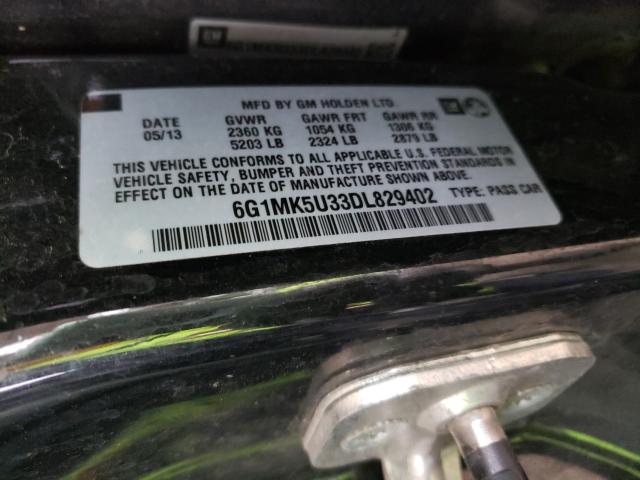 GM
MFD BY GM HOLDEN LTD.
DATE GVWR GAWR FRT GAWR RR
05/13 2360 KG 1054 KG 1306 KG
5203 LB 2324 LB 2879 LB
GM
THIS VEHICLE CONFORMS TO ALL APPLICABLE U.S. FEDERAL MOTOR
VEHICLE SAFETY, BUMPER AND THEFT PREVENTION STANDARDS IN
EFFECT ON THE DATE OF MANUFACTURE SHOWN ABOVE.
6G1MK5U33DL829402 TYPE: PASS CAR